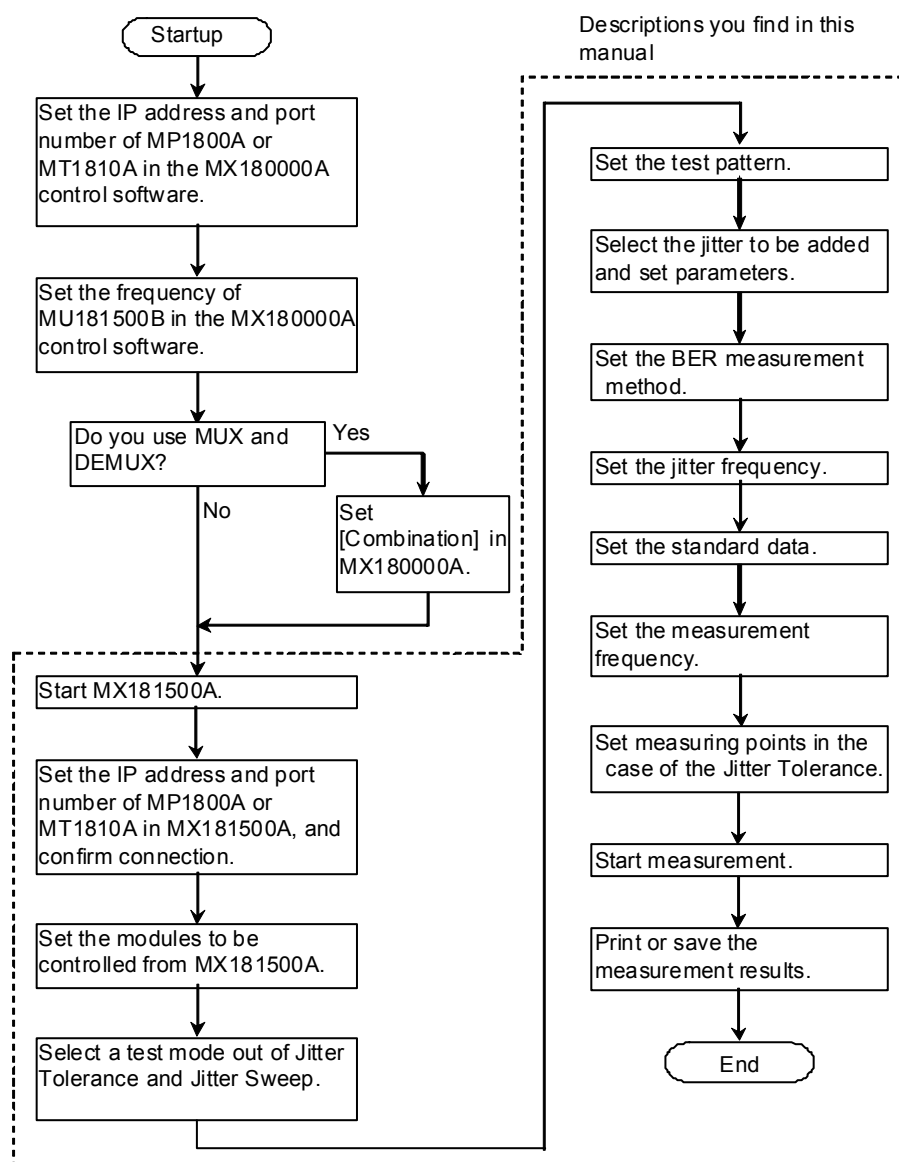 Startup
Set the IP address and port
number of MP1800A or
MT1810A in the MX180000A
control software.
Set the frequency of
MU181500B in the MX180000A
control software.
Do you use MUX and
DEMUX?
Yes
No
Set
[Combination] in
MX180000A.
Start MX181500A.
Set the IP address and port
number of MP1800A or
MT1810A in MX181500A, and
confirm connection.
Set the modules to be
controlled from MX181500A.
Select a test mode out of Jitter
Tolerance and Jitter Sweep.
Descriptions you find in this
manual
Set the test pattern.
Select the jitter to be added
and set parameters.
Set the BER measurement
method.
Set the jitter frequency.
Set the standard data.
Set the measurement
frequency.
Set measuring points in the
case of the Jitter Tolerance.
Start measurement.
Print or save the
measurement results.
End